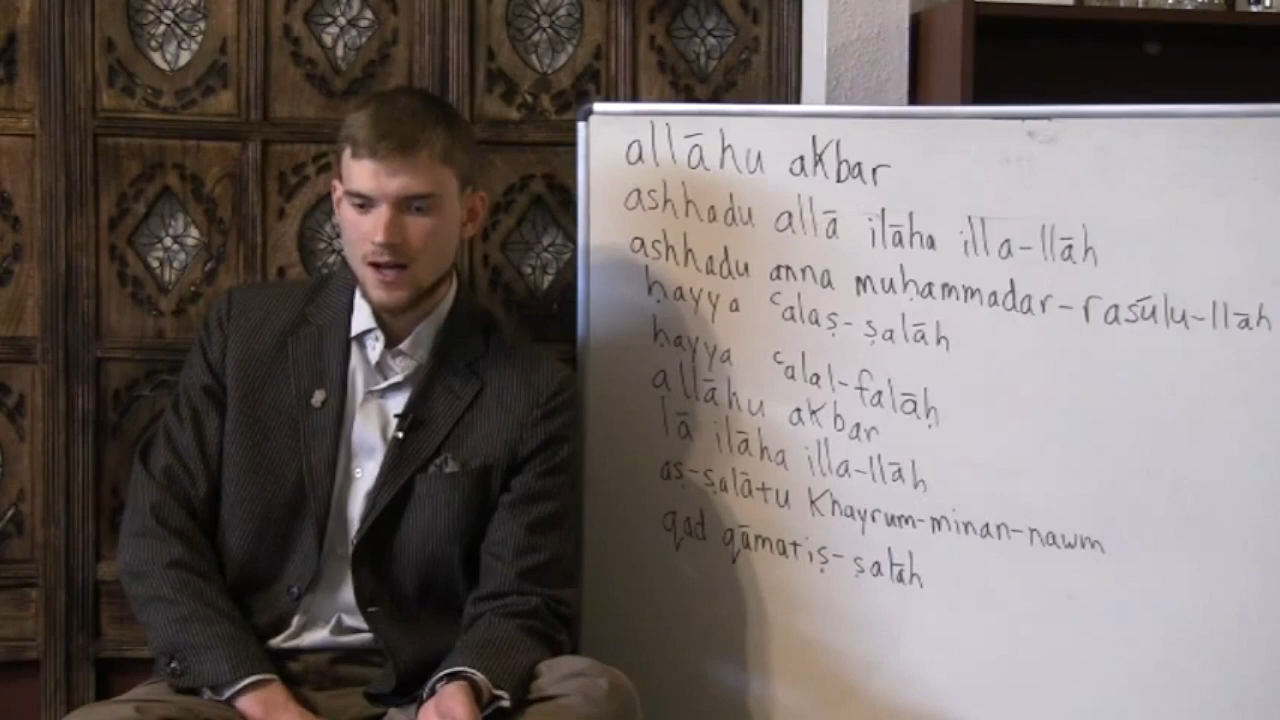 allāhu akbar
ashhadu allā ilāha illa-llāh
ashhadu anna muḥammadar-rasūlu-llāh
ḥayya ʿalaṣ-ṣalāh
ḥayya ʿalal-falāḥ
allāhu akbar
lā ilāha illa-llāh
aṣ-ṣalātu khayrum-minan-nawm
qad qāmatiṣ-ṣalāh